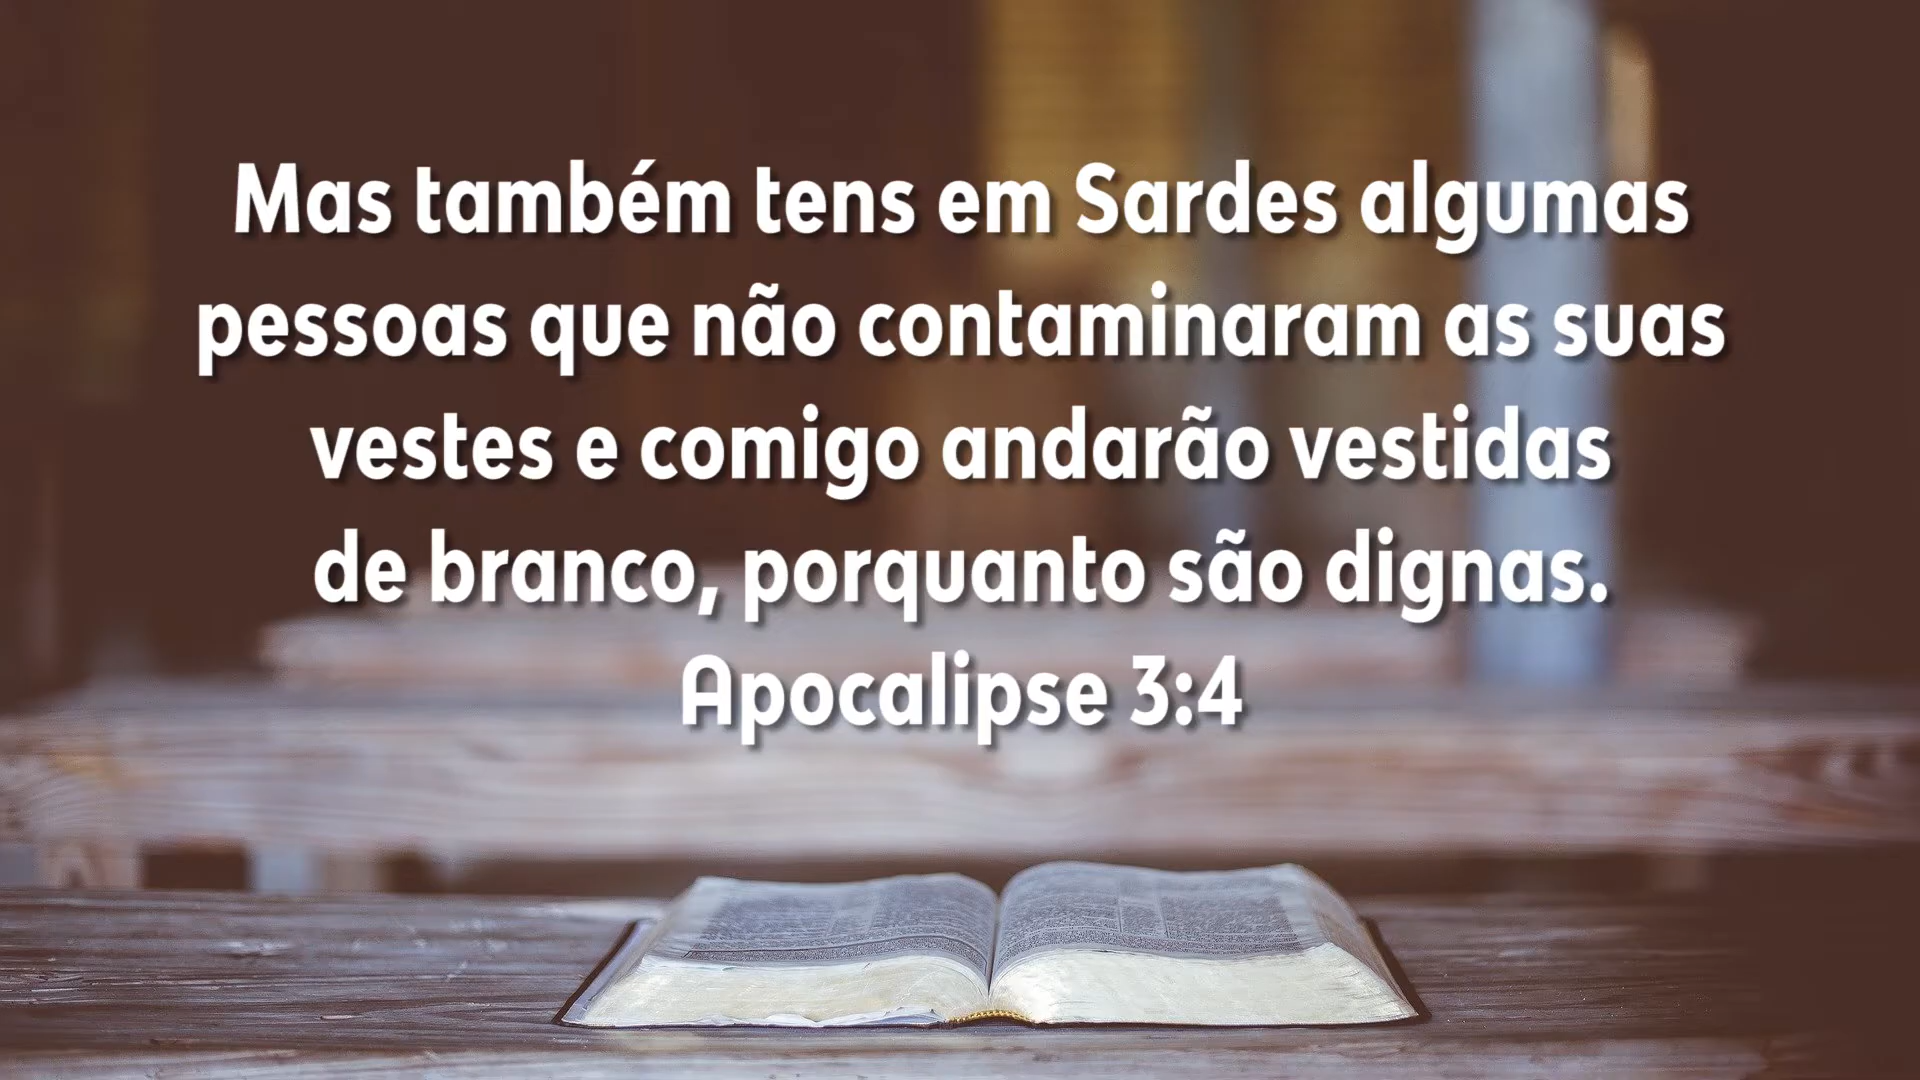 Mas também tens em Sardes algumas
pessoas que não contaminaram as suas
vestes e comigo andarão vestidas
de branco, porquanto são dignas.
Apocalipse 3:4